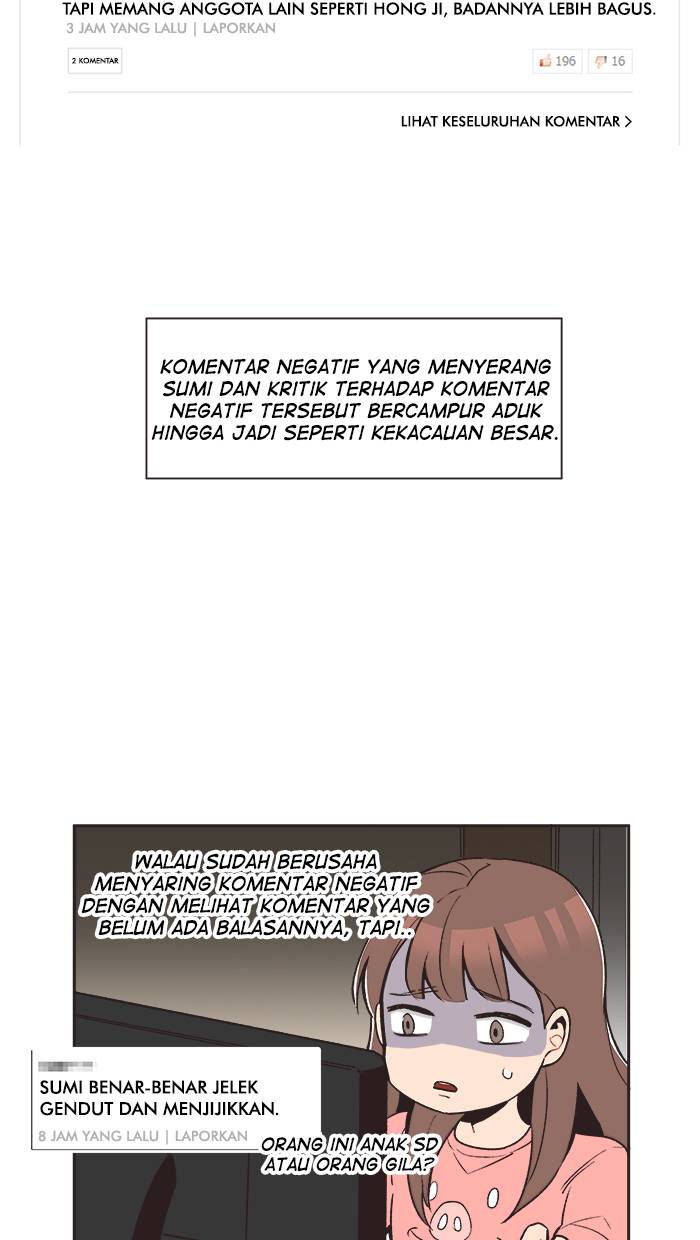 TAPI MEMANG ANGGOTA LAIN SEPERTI HONG JI, BADANNYA LEBIH BAGUS.
3 JAM YANG LALU | LAPORKAN
2 KOMENTAR 196 16
LIHAT KESELURUHAN KOMENTAR >
KOMENTAR NEGATIF YANG MENYERANG
SUMI DAN KRITIK TERHADAP KOMENTAR
NEGATIF TERSEBUT BERCAMPUR ADUK
HINGGA JADI SEPERTI KEKACAUAN BESAR.
WALAU SUDAH BERUSAHA
MENYARING KOMENTAR NEGATIF
DENGAN MELIHAT KOMENTAR YANG
BELUM ADA BALASANNYA, TAPI..
SUMI BENAR-BENAR JELEK
GENDUT DAN MENJIJIKKAN.
8 JAM YANG LALU | LAPORKAN
ORANG INI ANAK SD
ATAU ORANG GILA?